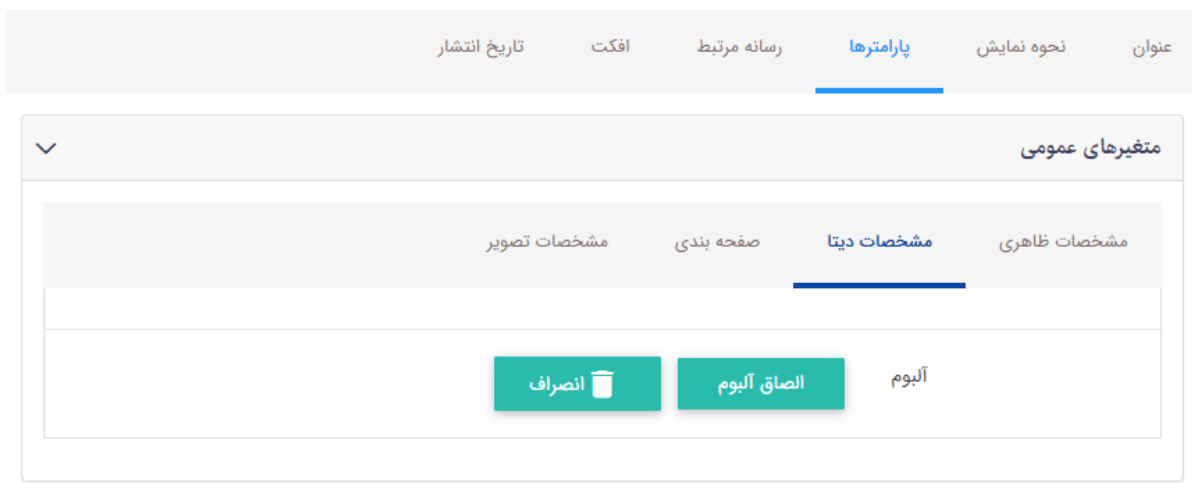 عنوان نحوه نمایش پارامترها رسانه مرتبط افکت تاریخ انتشار
متغیرهای عمومی
مشخصات ظاهری مشخصات دیتا صفحه بندی مشخصات تصویر
آلبوم الصاق آلبوم انصراف